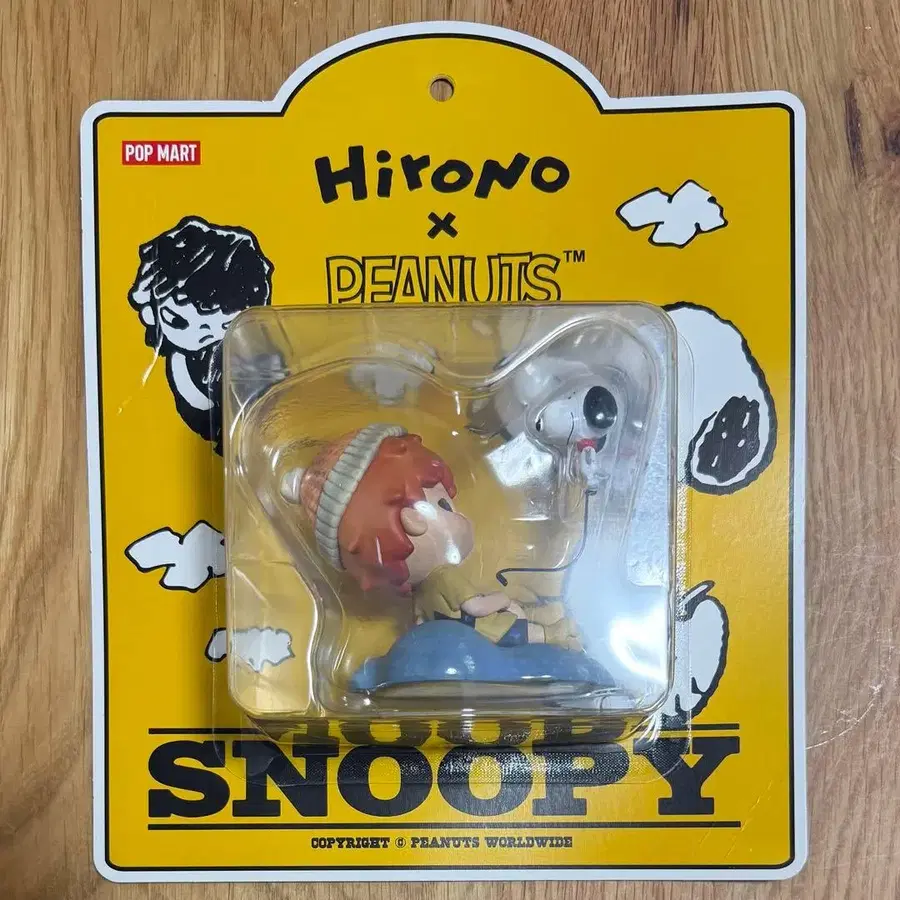 POP MART
Hirono
×
PEANUTS™
SNOOPY
COPYRIGHT © PEANUTS WORLDWIDE